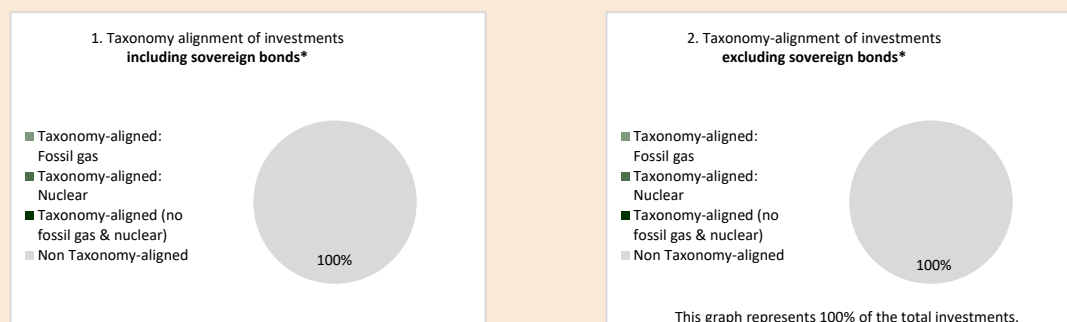 1. Taxonomy alignment of investments
including sovereign bonds*
Taxonomy-aligned:
Fossil gas
Taxonomy-aligned:
Nuclear
Taxonomy-aligned (no
fossil gas & nuclear)
Non Taxonomy-aligned
100%
2. Taxonomy-alignment of investments
excluding sovereign bonds*
Taxonomy-aligned:
Fossil gas
Taxonomy-aligned:
Nuclear
Taxonomy-aligned (no
fossil gas & nuclear)
Non Taxonomy-aligned
100%
This graph represents 100% of the total investments.